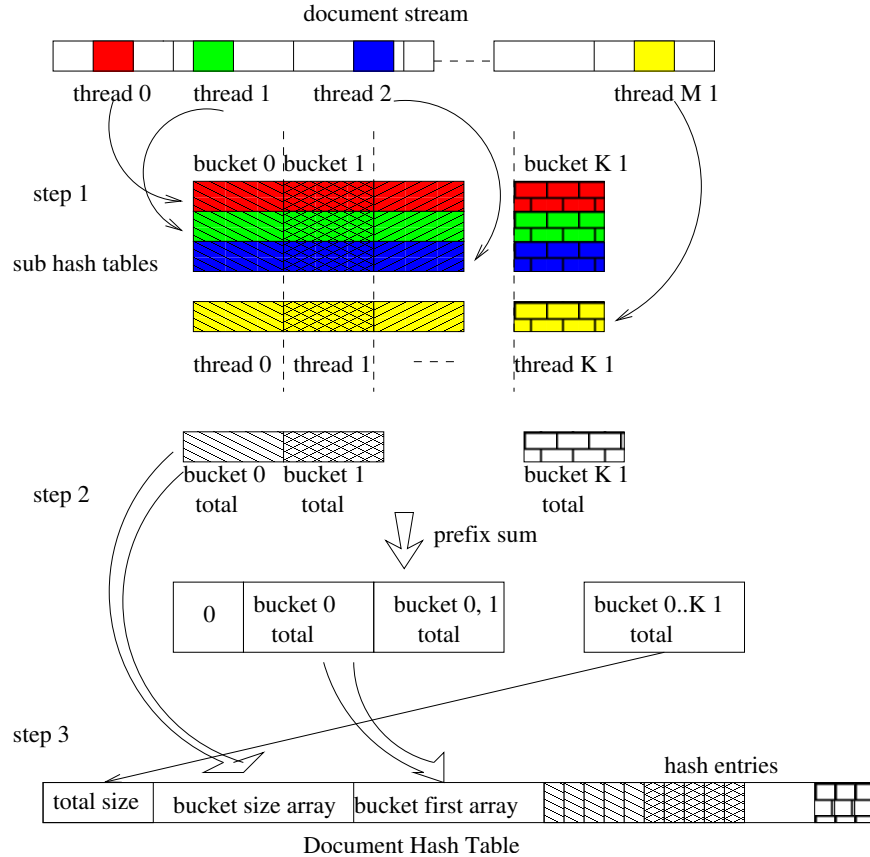 document stream
thread 0
thread 1
thread 2
thread M 1
bucket 0
bucket 1
bucket K 1
step 1
sub hash tables
thread 0
thread 1
thread K 1
bucket 0
total
bucket 1
total
bucket K 1
total
step 2
prefix sum
0
bucket 0
total
bucket 0, 1
total
bucket 0..K 1
total
step 3
hash entries
total size
bucket size array
bucket first array
Document Hash Table